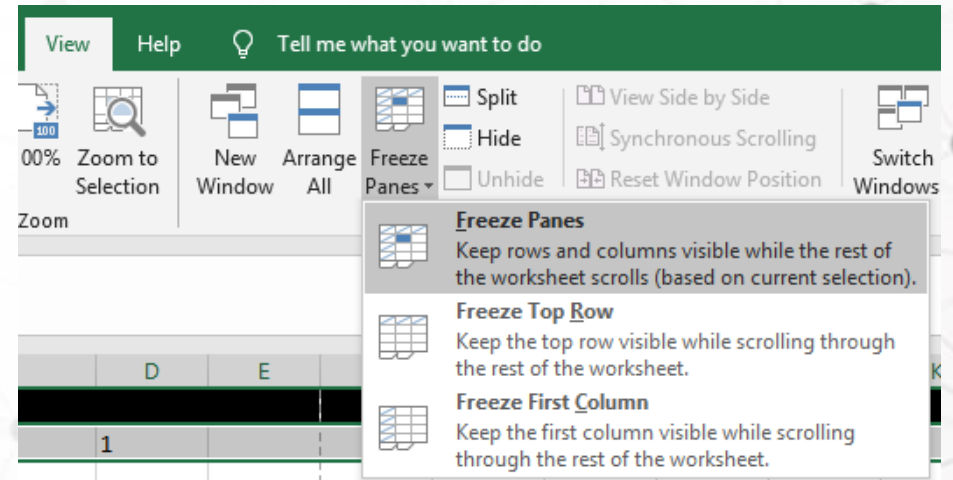 View Help Tell me what you want to do
100
00% Zoom to Selection
New Window
Arrange All
Freeze Panes
Split
Hide
Unhide
View Side by Side
Synchronous Scrolling
Reset Window Position
Switch Windows
Zoom
Freeze Panes
Keep rows and columns visible while the rest of
the worksheet scrolls (based on current selection).
Freeze Top Row
Keep the top row visible while scrolling through
the rest of the worksheet.
Freeze First Column
Keep the first column visible while scrolling
through the rest of the worksheet.
D E K
1